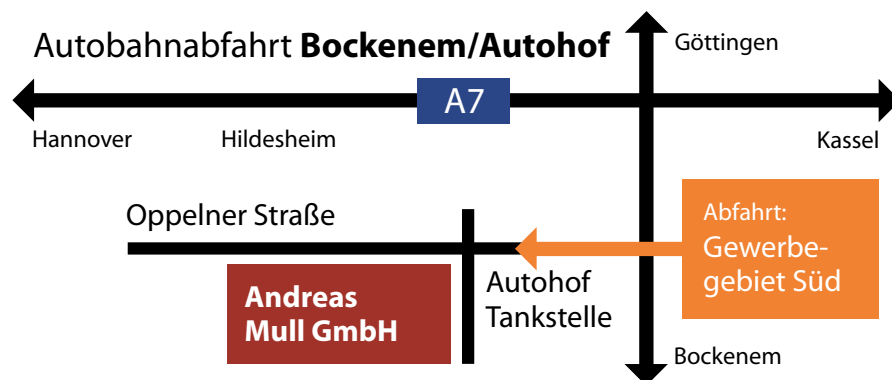 Autobahnabfahrt Bockenem/Autohof
Göttingen
A7
Hannover
Hildesheim
Kassel
Oppelner Straße
Abfahrt:
Gewerbe-
gebiet Süd
Andreas
Mull GmbH
Autohof
Tankstelle
Bockenem